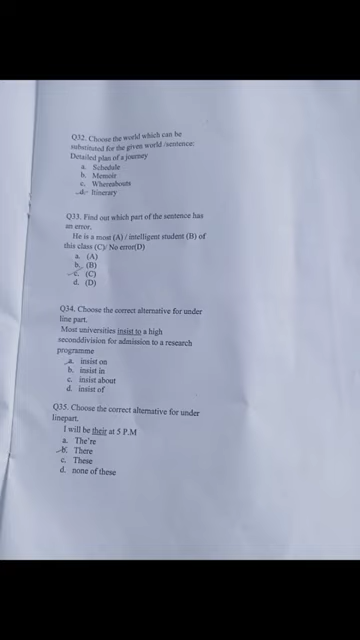 Q32. Choose the world which can be
substituted for the given world /sentence:
Detailed plan of a journey
a. Schedule
b. Memoir
c. Whereabouts
d. Itinerary
Q33. Find out which part of the sentence has
an error.
He is a most (A) / intelligent student (B) of
this class (C)/ No error(D)
a. (A)
b. (B)
c. (C)
d. (D)
Q34. Choose the correct alternative for under
line part.
Most universities insist to a high
seconddivision for admission to a research
programme
a. insist on
b. insist in
c. insist about
d. insist of
Q35. Choose the correct alternative for under
linepart.
I will be their at 5 P.M
a. The're
b. There
c. These
d. none of these